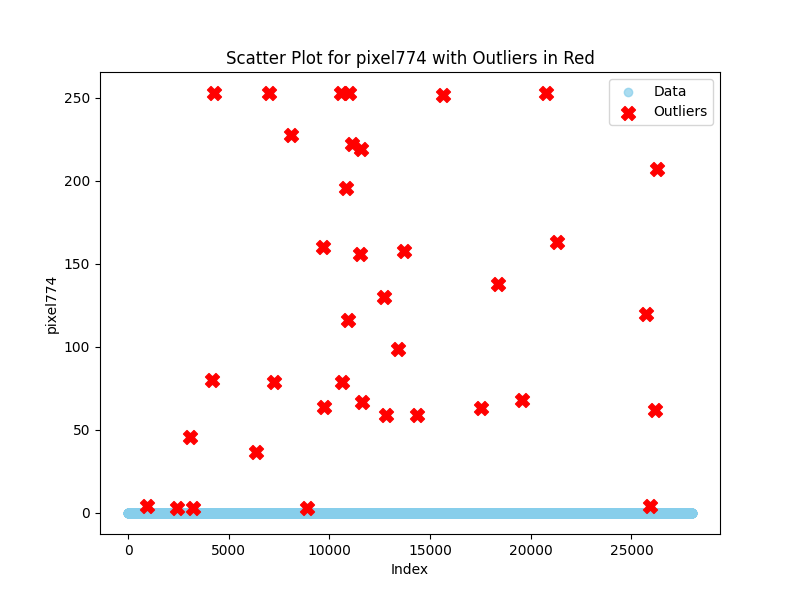 Scatter Plot for pixel774 with Outliers in Red
Data
Outliers
250
200
150
100
50
0
pixel774
0 5000 10000 15000 20000 25000
Index